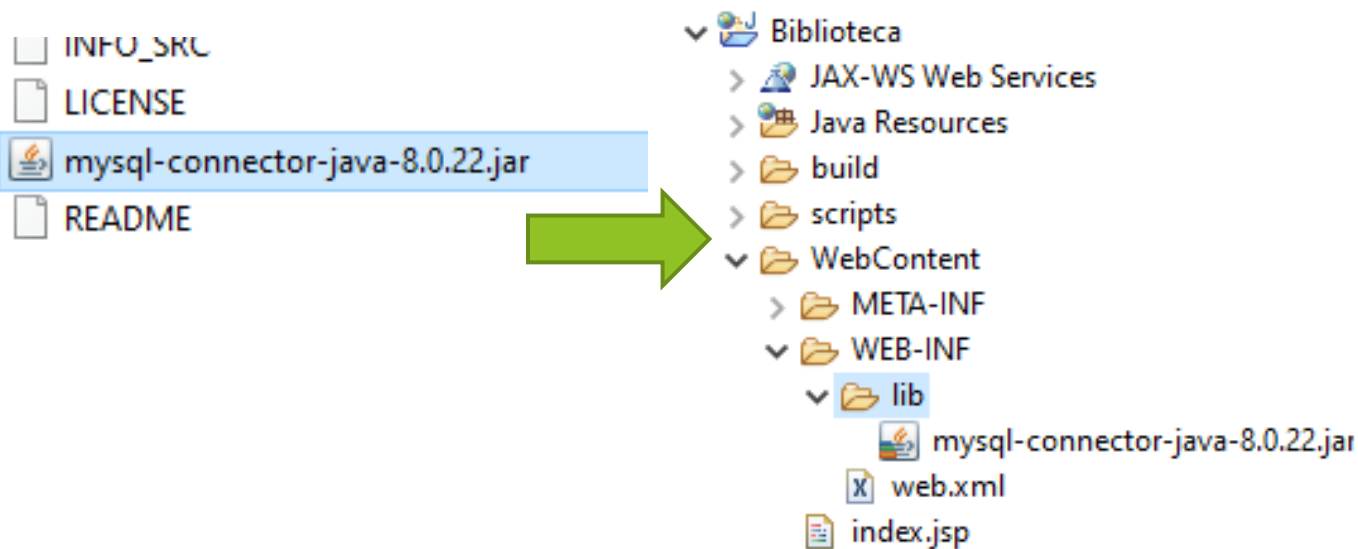 INFO_SRC
LICENSE
mysql-connector-java-8.0.22.jar
README
Biblioteca
JAX-WS Web Services
Java Resources
build
scripts
WebContent
META-INF
WEB-INF
lib
mysql-connector-java-8.0.22.jar
web.xml
index.jsp